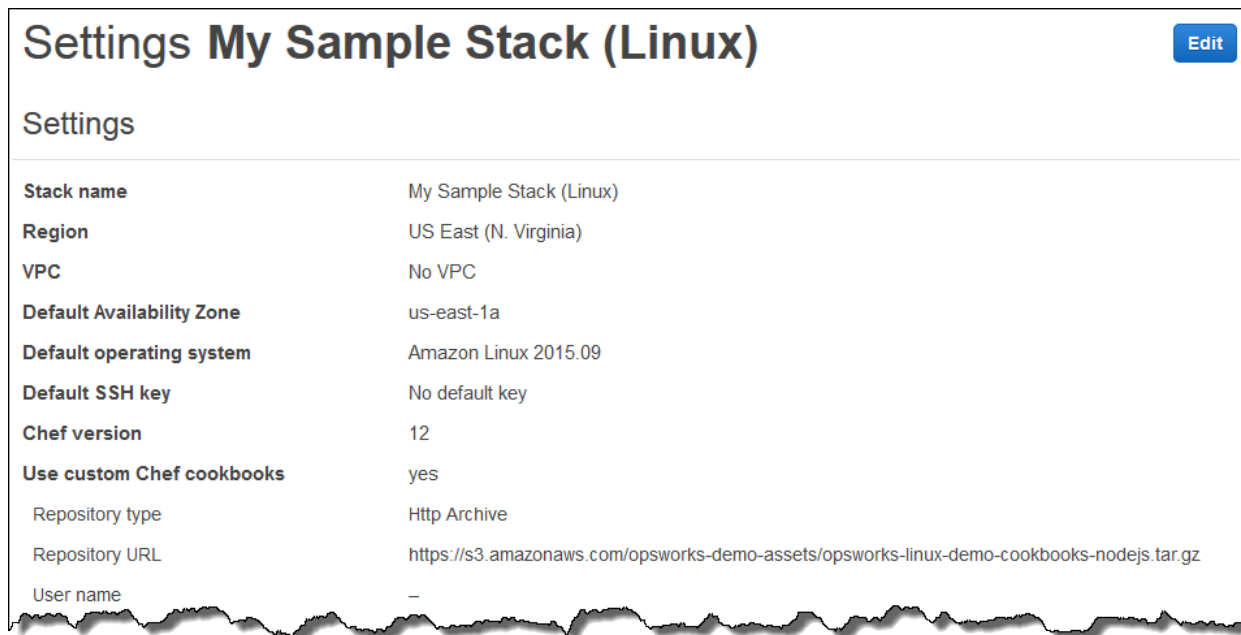 Settings My Sample Stack (Linux)
Edit
Settings
Stack name My Sample Stack (Linux)
Region US East (N. Virginia)
VPC No VPC
Default Availability Zone us-east-1a
Default operating system Amazon Linux 2015.09
Default SSH key No default key
Chef version 12
Use custom Chef cookbooks yes
Repository type Http Archive
Repository URL https://s3.amazonaws.com/opsworks-demo-assets/opsworks-linux-demo-cookbooks-nodejs.tar.gz
User name –